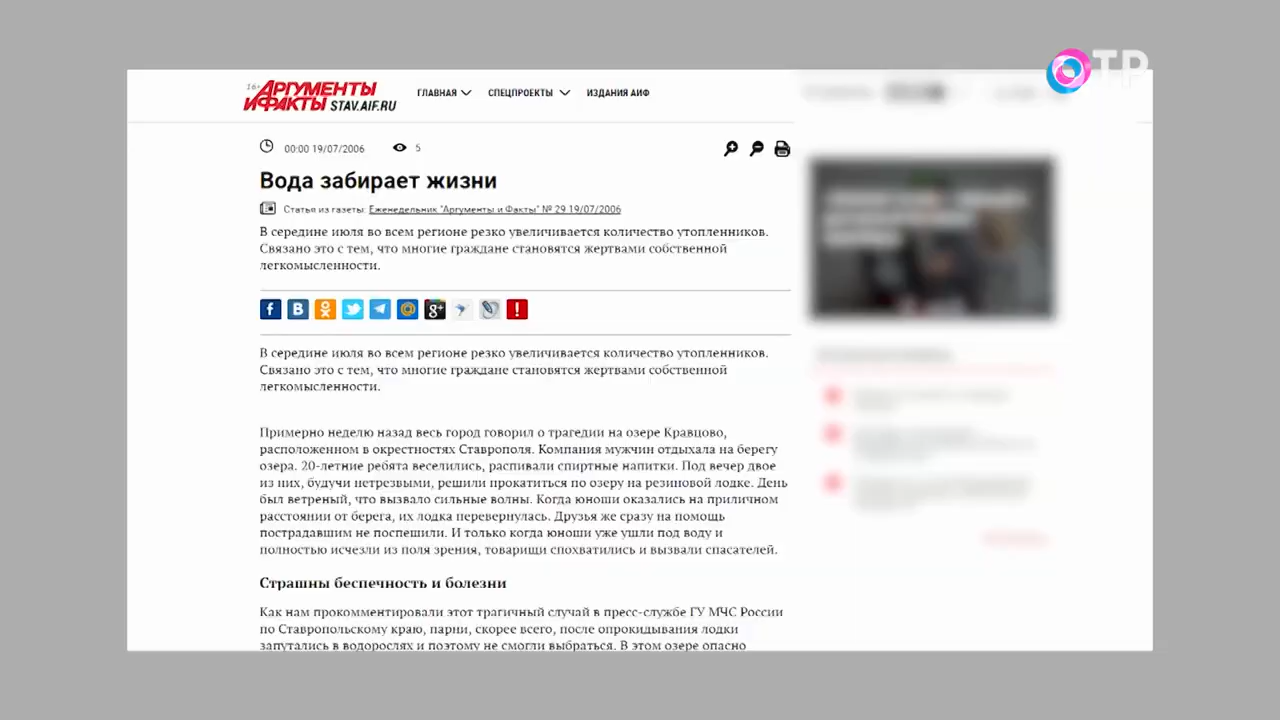 ОТР
16+
АРГУМЕНТЫ
И ФАКТЫ STAV.AIF.RU
ГЛАВНАЯ СПЕЦПРОЕКТЫ ИЗДАНИЯ АИФ
00:00 19/07/2006 5
Вода забирает жизни
Статья из газеты: Еженедельник "Аргументы и Факты" № 29 19/07/2006
В середине июля во всем регионе резко увеличивается количество утопленников.
Связано это с тем, что многие граждане становятся жертвами собственной
легкомысленности.
В середине июля во всем регионе резко увеличивается количество утопленников.
Связано это с тем, что многие граждане становятся жертвами собственной
легкомысленности.
Примерно неделю назад весь город говорил о трагедии на озере Кравцово,
расположенном в окрестностях Ставрополя. Компания мужчин отдыхала на берегу
озера. 20-летние ребята веселились, распивали спиртные напитки. Под вечер двое
из них, будучи нетрезвыми, решили прокатиться по озеру на резиновой лодке. День
был ветреный, что вызвало сильные волны. Когда юноши оказались на приличном
расстоянии от берега, их лодка перевернулась. Друзья же сразу на помощь
пострадавшим не поспешили. И только когда юноши уже ушли под воду и
полностью исчезли из поля зрения, товарищи спохватились и вызвали спасателей.
Страшны беспечность и болезни
Как нам прокомментировали этот трагичный случай в пресс-службе ГУ МЧС России
по Ставропольскому краю, парни, скорее всего, после опрокидывания лодки
запутались в водорослях и поэтому не смогли выбраться. В этом озере опасно